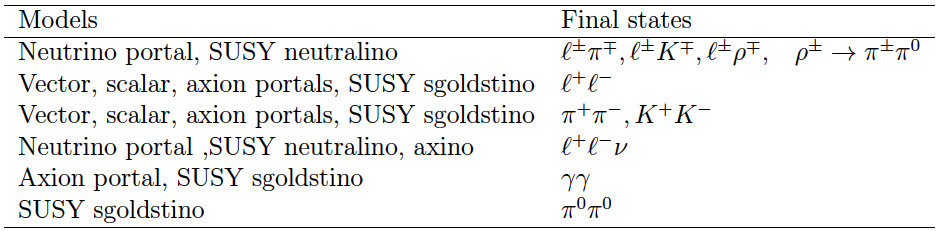 Models Final states
Neutrino portal, SUSY neutralino ℓ±π∓, ℓ±K∓, ℓ±ρ∓, ρ± → π±π⁰
Vector, scalar, axion portals, SUSY sgoldstino ℓ⁺ℓ⁻
Vector, scalar, axion portals, SUSY sgoldstino π⁺π⁻, K⁺K⁻
Neutrino portal ,SUSY neutralino, axino ℓ⁺ℓ⁻ν
Axion portal, SUSY sgoldstino γγ
SUSY sgoldstino π⁰π⁰